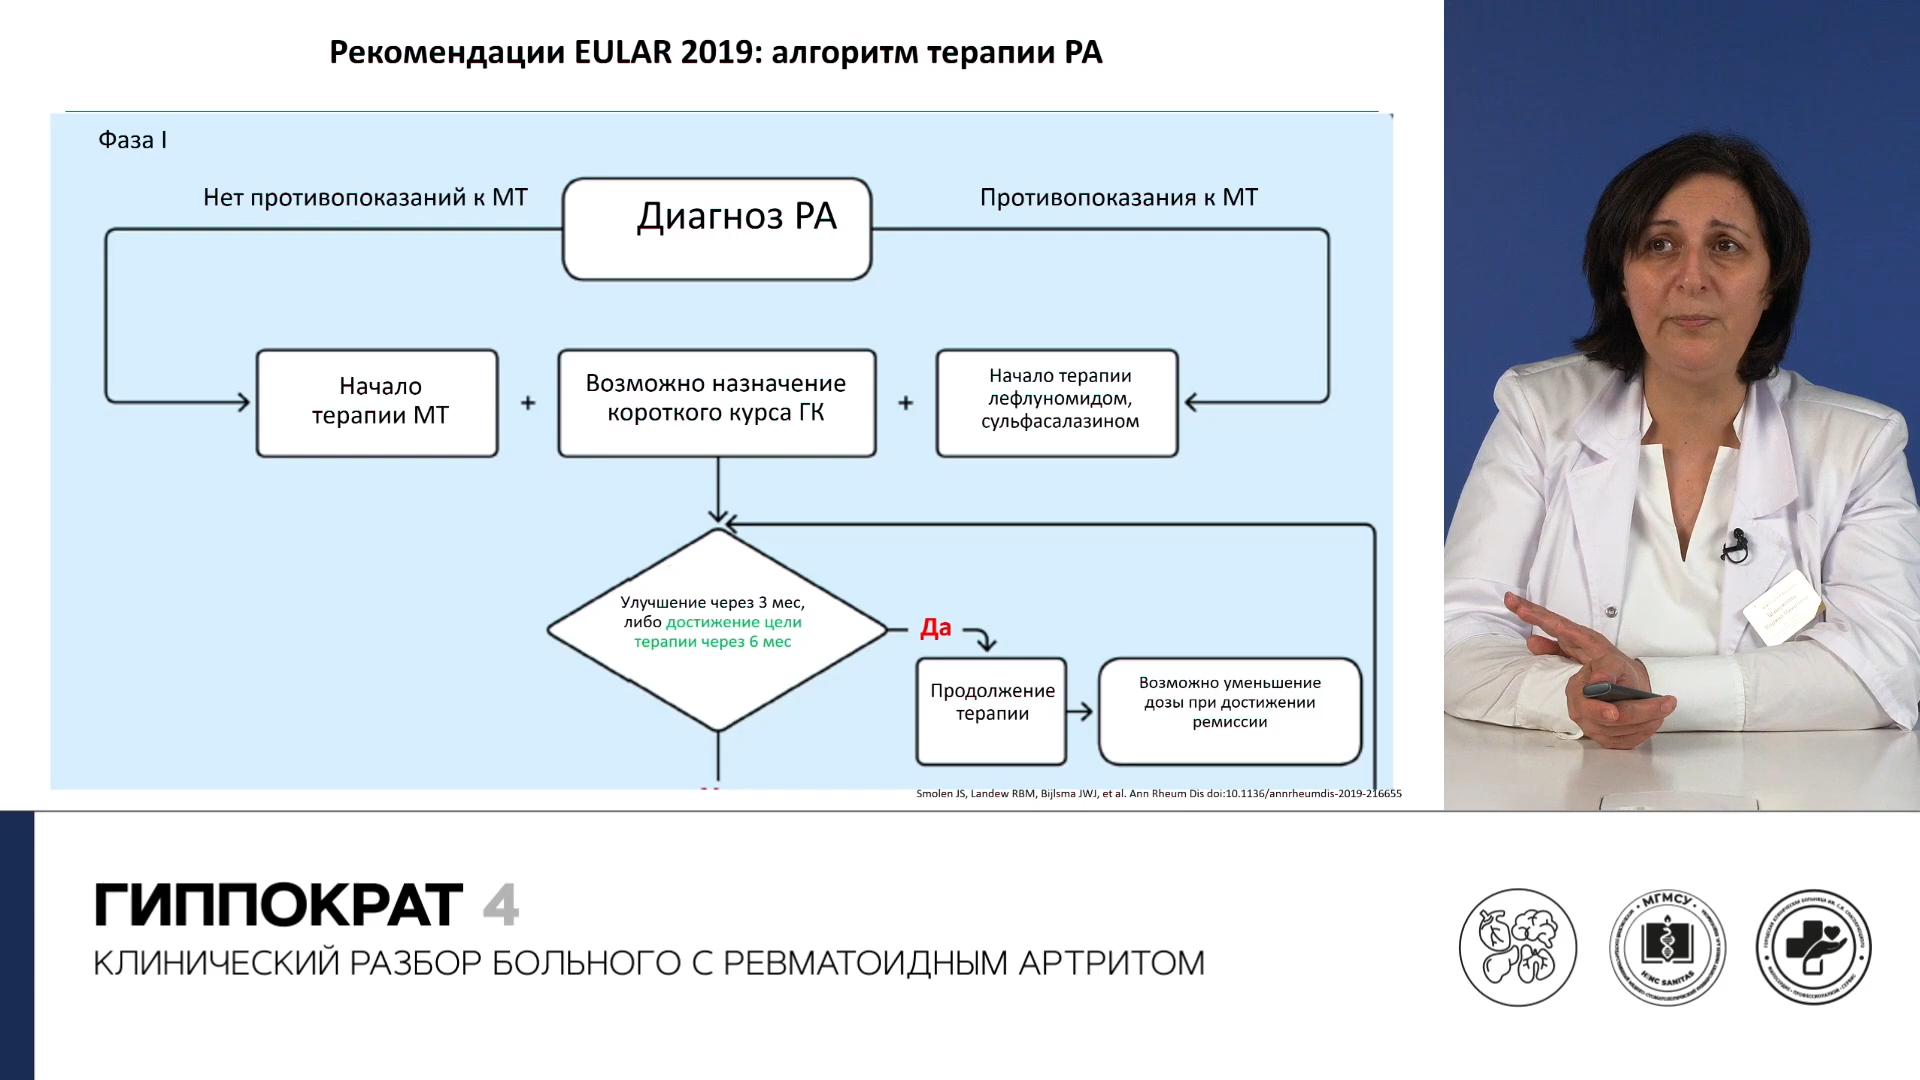 Рекомендации EULAR 2019: алгоритм терапии РА
Фаза I
Нет противопоказаний к МТ
Диагноз РА
Противопоказания к МТ
Начало
терапии МТ
+
Возможно назначение
короткого курса ГК
+
Начало терапии
лефлуномидом,
сульфасалазином
Улучшение через 3 мес,
либо достижение цели
терапии через 6 мес
Да
Продолжение
терапии
Возможно уменьшение
дозы при достижении
ремиссии
Smolen JS, Landew RBM, Bijlsma JWJ, et al. Ann Rheum Dis doi:10.1136/annrheumdis-2019-216655
ГИППОКРАТ 4
КЛИНИЧЕСКИЙ РАЗБОР БОЛЬНОГО С РЕВМАТОИДНЫМ АРТРИТОМ
МГМСУ